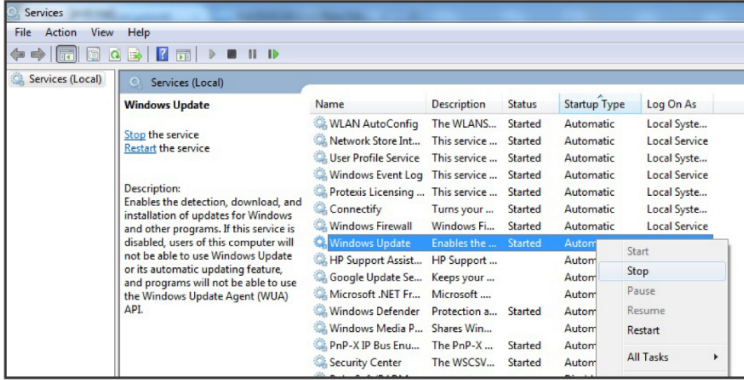 Services
File Action View Help
Services (Local)
Services (Local)
Windows Update
Stop the service
Restart the service
Description:
Enables the detection, download, and
installation of updates for Windows
and other programs. If this service is
disabled, users of this computer will
not be able to use Windows Update
or its automatic updating feature,
and programs will not be able to use
the Windows Update Agent (WUA)
API.
Name Description Status Startup Type Log On As
WLAN AutoConfig The WLANS... Started Automatic Local Syste...
Network Store Int... This service ... Started Automatic Local Service
User Profile Service This service ... Started Automatic Local Syste...
Windows Event Log This service ... Started Automatic Local Service
Protexis Licensing ... This service ... Started Automatic Local Syste...
Connectify Turns your ... Started Automatic Local Syste...
Windows Firewall Windows Fi... Started Automatic Local Service
Windows Update Enables the ... Started Autom
HP Support Assist... HP Support ... Autom
Google Update Se... Keeps your ... Autom
Microsoft .NET Fr... Microsoft .... Autom
Windows Defender Protection a... Started Autom
Windows Media P... Shares Win... Autom
PnP-X IP Bus Enu... The PnP-X ... Started Autom
Security Center The WSCSV... Started Autom
Start
Stop
Pause
Resume
Restart
All Tasks